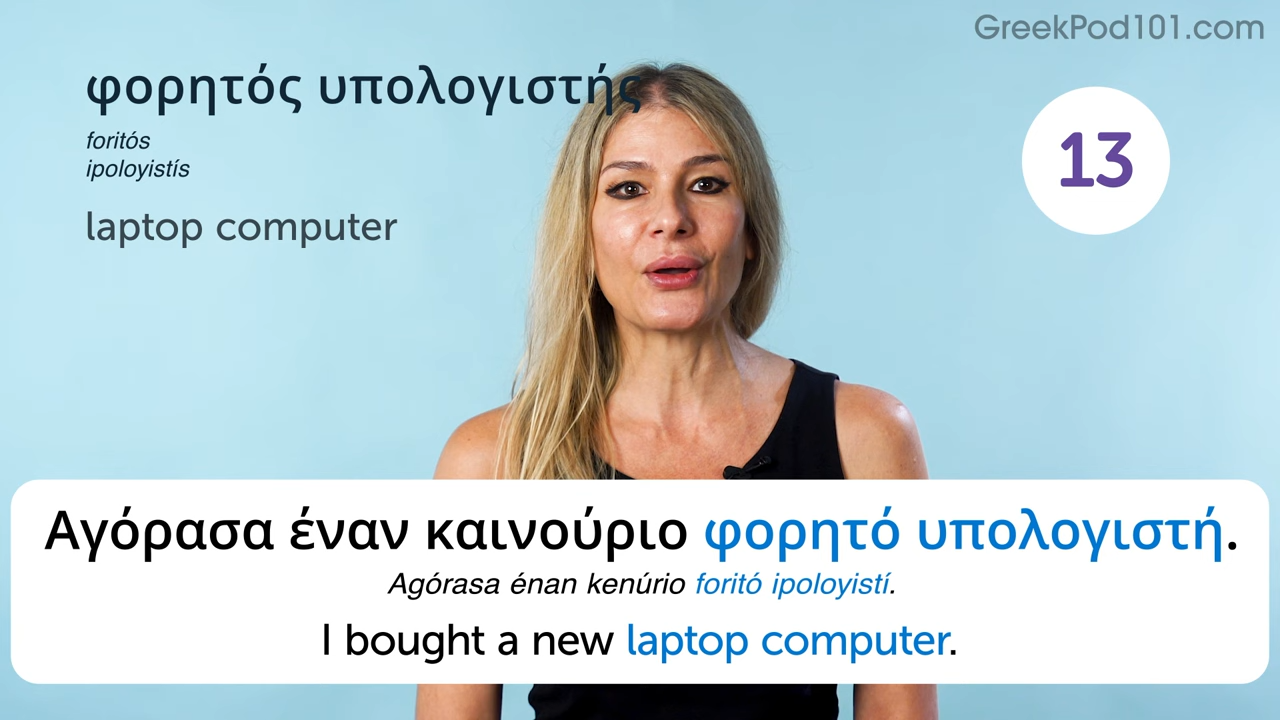 GreekPod101.com
φορητός υπολογιστής
foritós
ipoloyistís
laptop computer
13
Αγόρασα έναν καινούριο φορητό υπολογιστή.
Agórasa énan kenúrio foritó ipoloyistí.
I bought a new laptop computer.